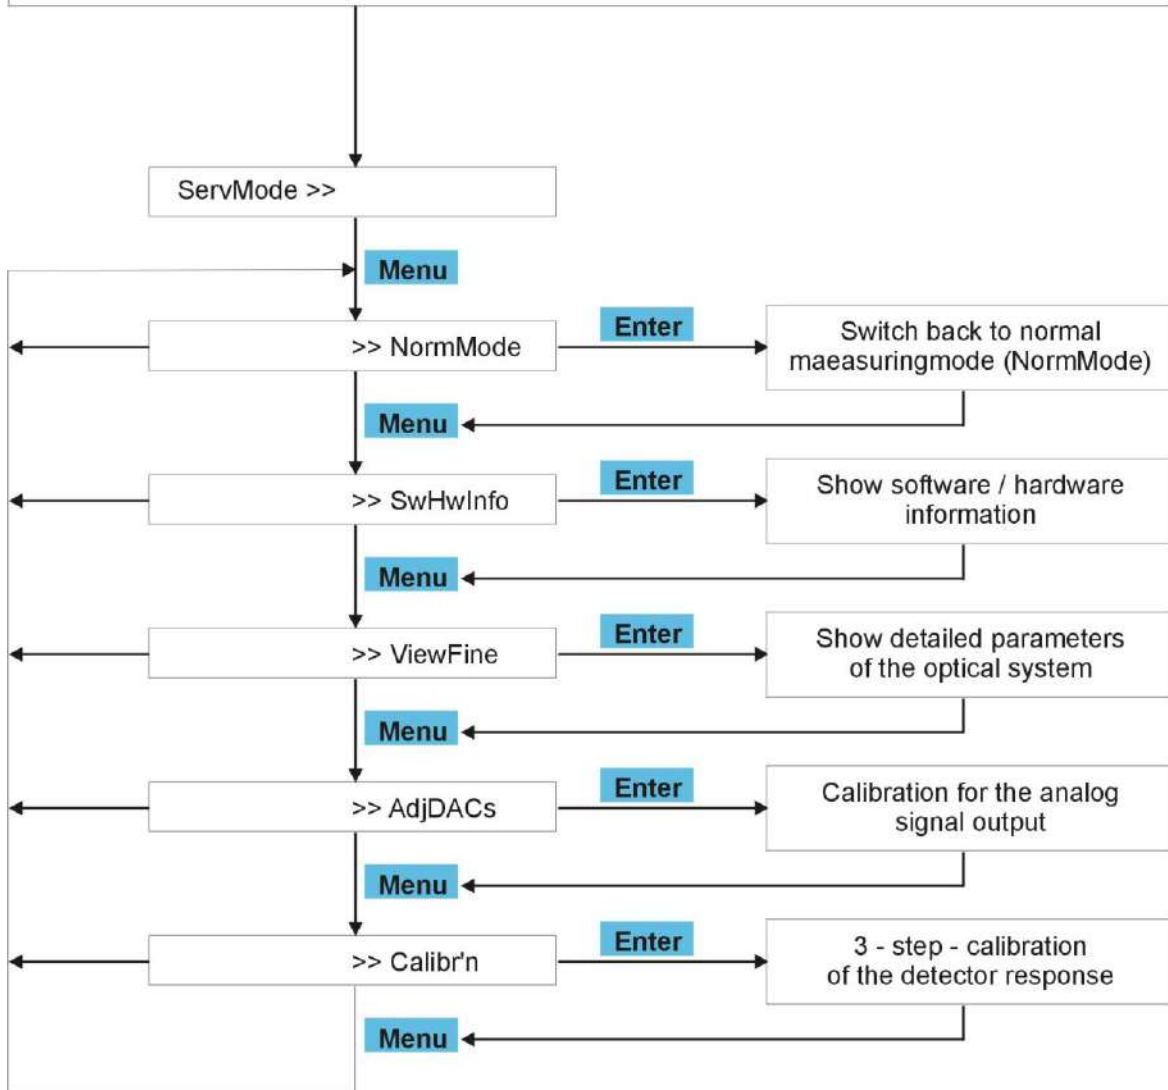 ServMode >>
Menu
>> NormMode
Enter
Switch back to normal
maeasuringmode (NormMode)
Menu
>> SwHwInfo
Enter
Show software / hardware
information
Menu
>> ViewFine
Enter
Show detailed parameters
of the optical system
Menu
>> AdjDACs
Enter
Calibration for the analog
signal output
Menu
>> Calibr'n
Enter
3 - step - calibration
of the detector response
Menu